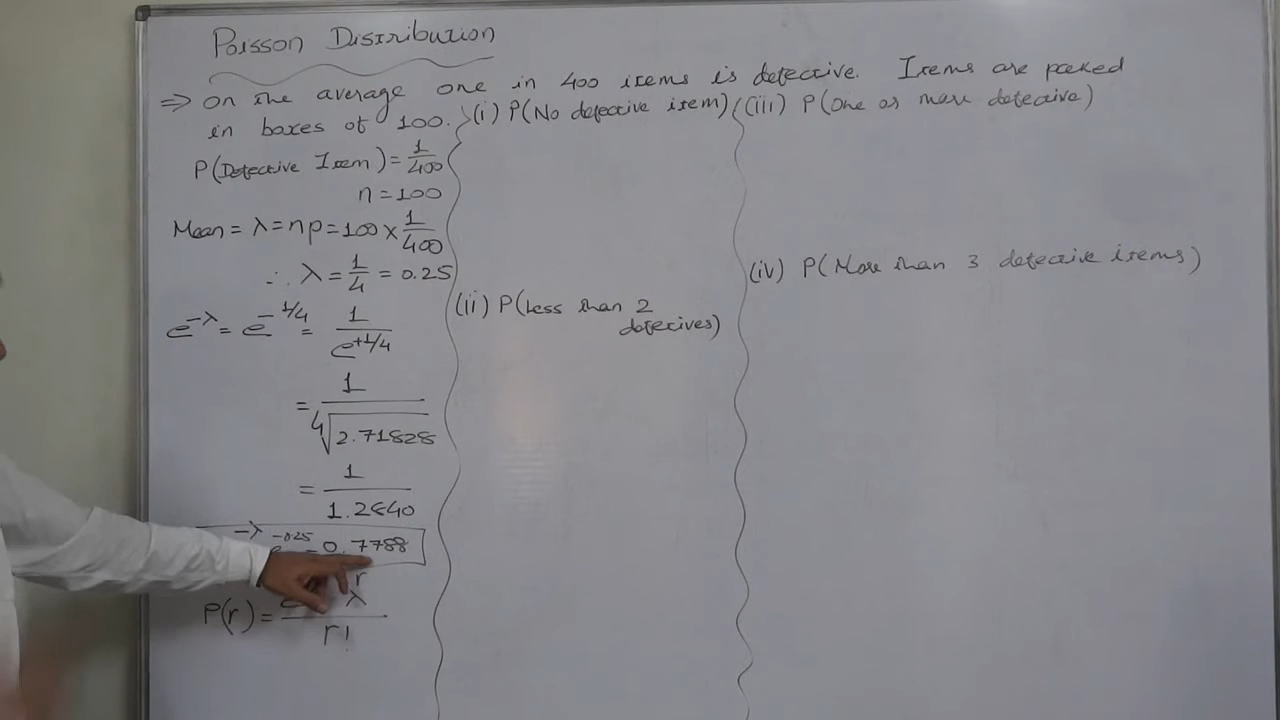 Poisson Distribution
⇒ On the average one in 400 items is defective. Items are packed
in boxes of 100.
P(Defective Item) = 1/400
n = 100
Mean = λ = np = 100 × 1/400
∴ λ = 1/4 = 0.25
e^-λ = e^-1/4 = 1/e^+1/4
= 1/∜2.71828
= 1/1.2840
-λ -0.25 = 0.7788
P(r) = λ^r / r!
(i) P(No defective item)
(ii) P(Less than 2
defectives)
(iii) P(One or more defective)
(iv) P(More than 3 defective items)